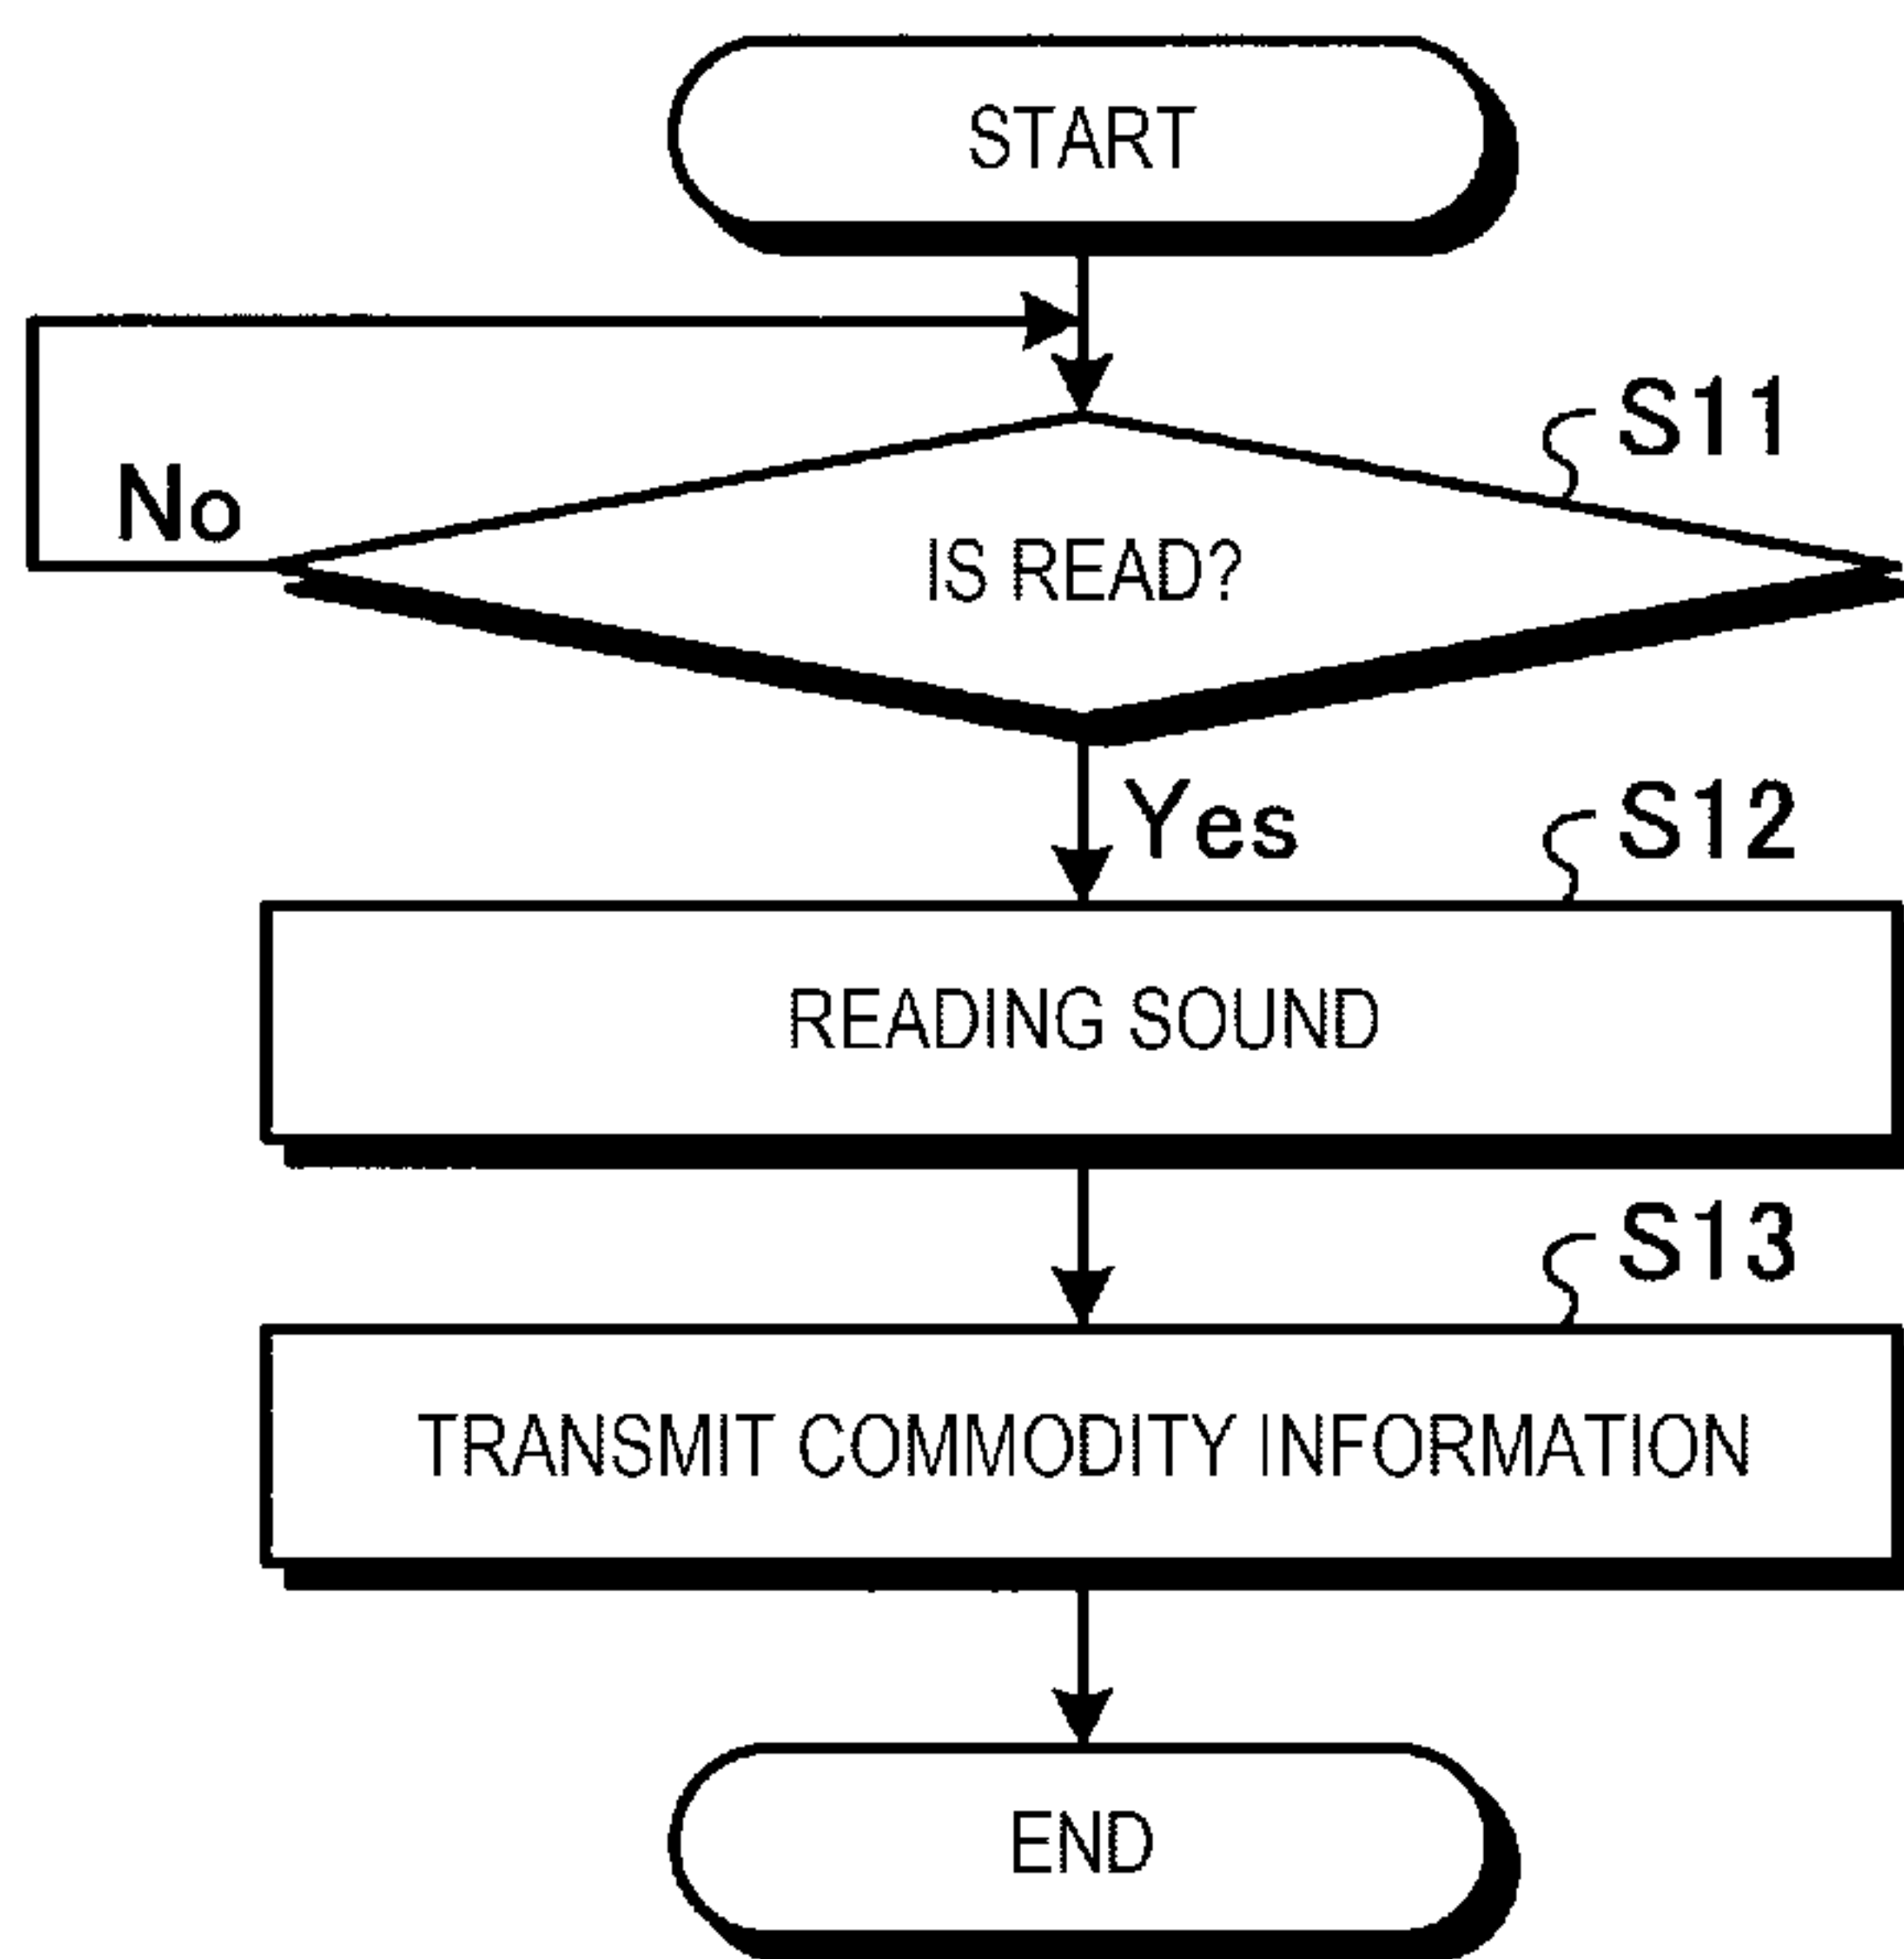 START
S11
No
IS READ?
Yes
S12
READING SOUND
S13
TRANSMIT COMMODITY INFORMATION
END